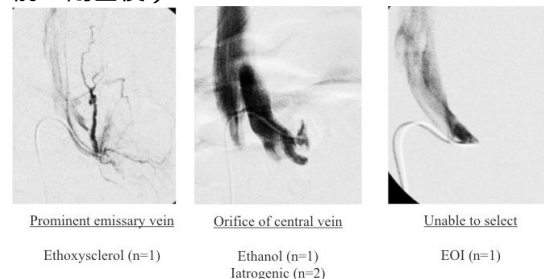 Prominent emissary vein
Orifice of central vein
Unable to select
Ethoxysclerol (n=1)
Ethanol (n=1)
Iatrogenic (n=2)
EOI (n=1)